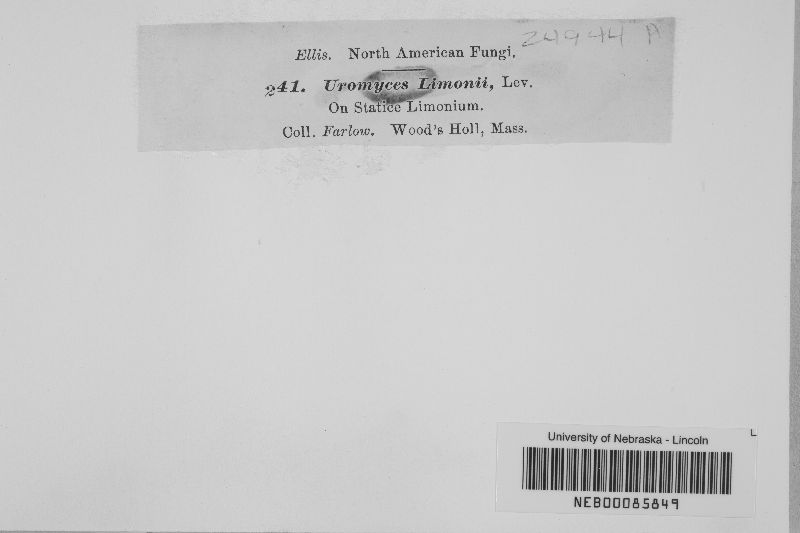 24944 A
Ellis. North American Fungi.
241. Uromyces Limonii, Lev.
On Statice Limonium.
Coll. Farlow. Wood's Holl, Mass.
L
University of Nebraska - Lincoln
NEB00085849